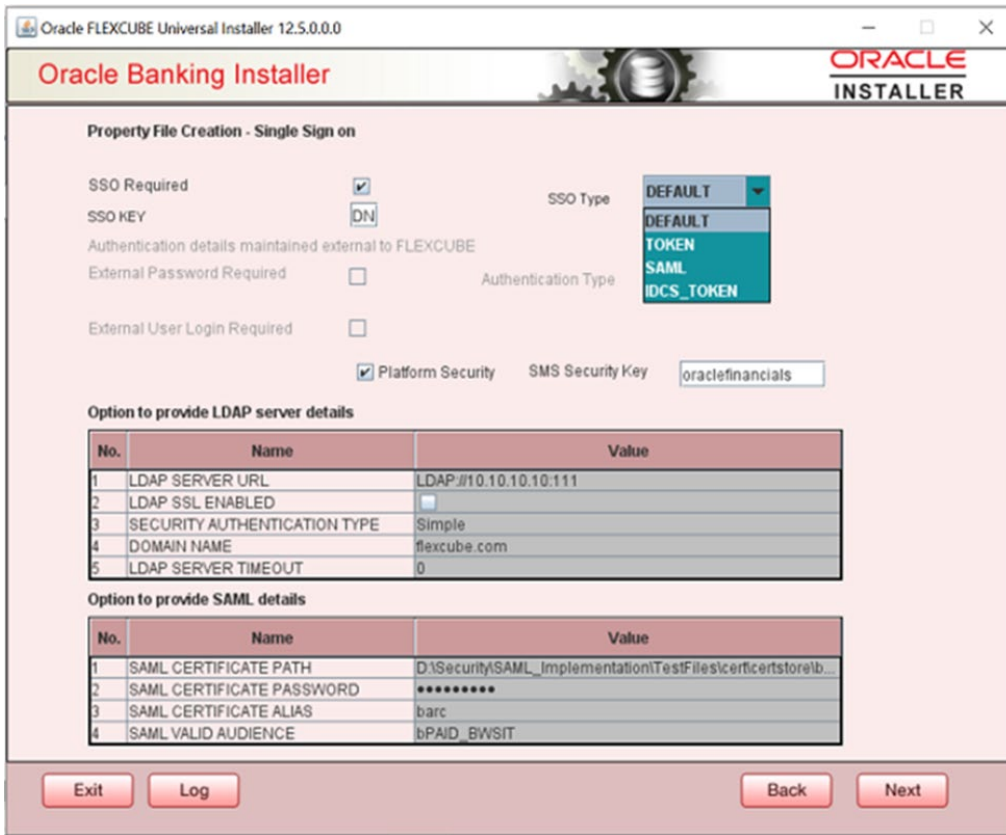 Oracle FLEXCUBE Universal Installer 12.5.0.0.0
Oracle Banking Installer
ORACLE
INSTALLER
Property File Creation - Single Sign on
SSO Required
SSO Type
DEFAULT
SSO KEY
DN
DEFAULT
TOKEN
SAML
IDCS_TOKEN
Authentication details maintained external to FLEXCUBE
External Password Required
Authentication Type
External User Login Required
Platform Security
SMS Security Key
oraclefinancials
Option to provide LDAP server details
No. Name Value
1 LDAP SERVER URL LDAP://10.10.10.10:111
2 LDAP SSL ENABLED
3 SECURITY AUTHENTICATION TYPE Simple
4 DOMAIN NAME flexcube.com
5 LDAP SERVER TIMEOUT 0
Option to provide SAML details
No. Name Value
1 SAML CERTIFICATE PATH D:\Security\SAML_Implementation\TestFiles\cert\certstore\b...
2 SAML CERTIFICATE PASSWORD •••••••••
3 SAML CERTIFICATE ALIAS barc
4 SAML VALID AUDIENCE bPAID_BWSIT
Exit
Log
Back
Next